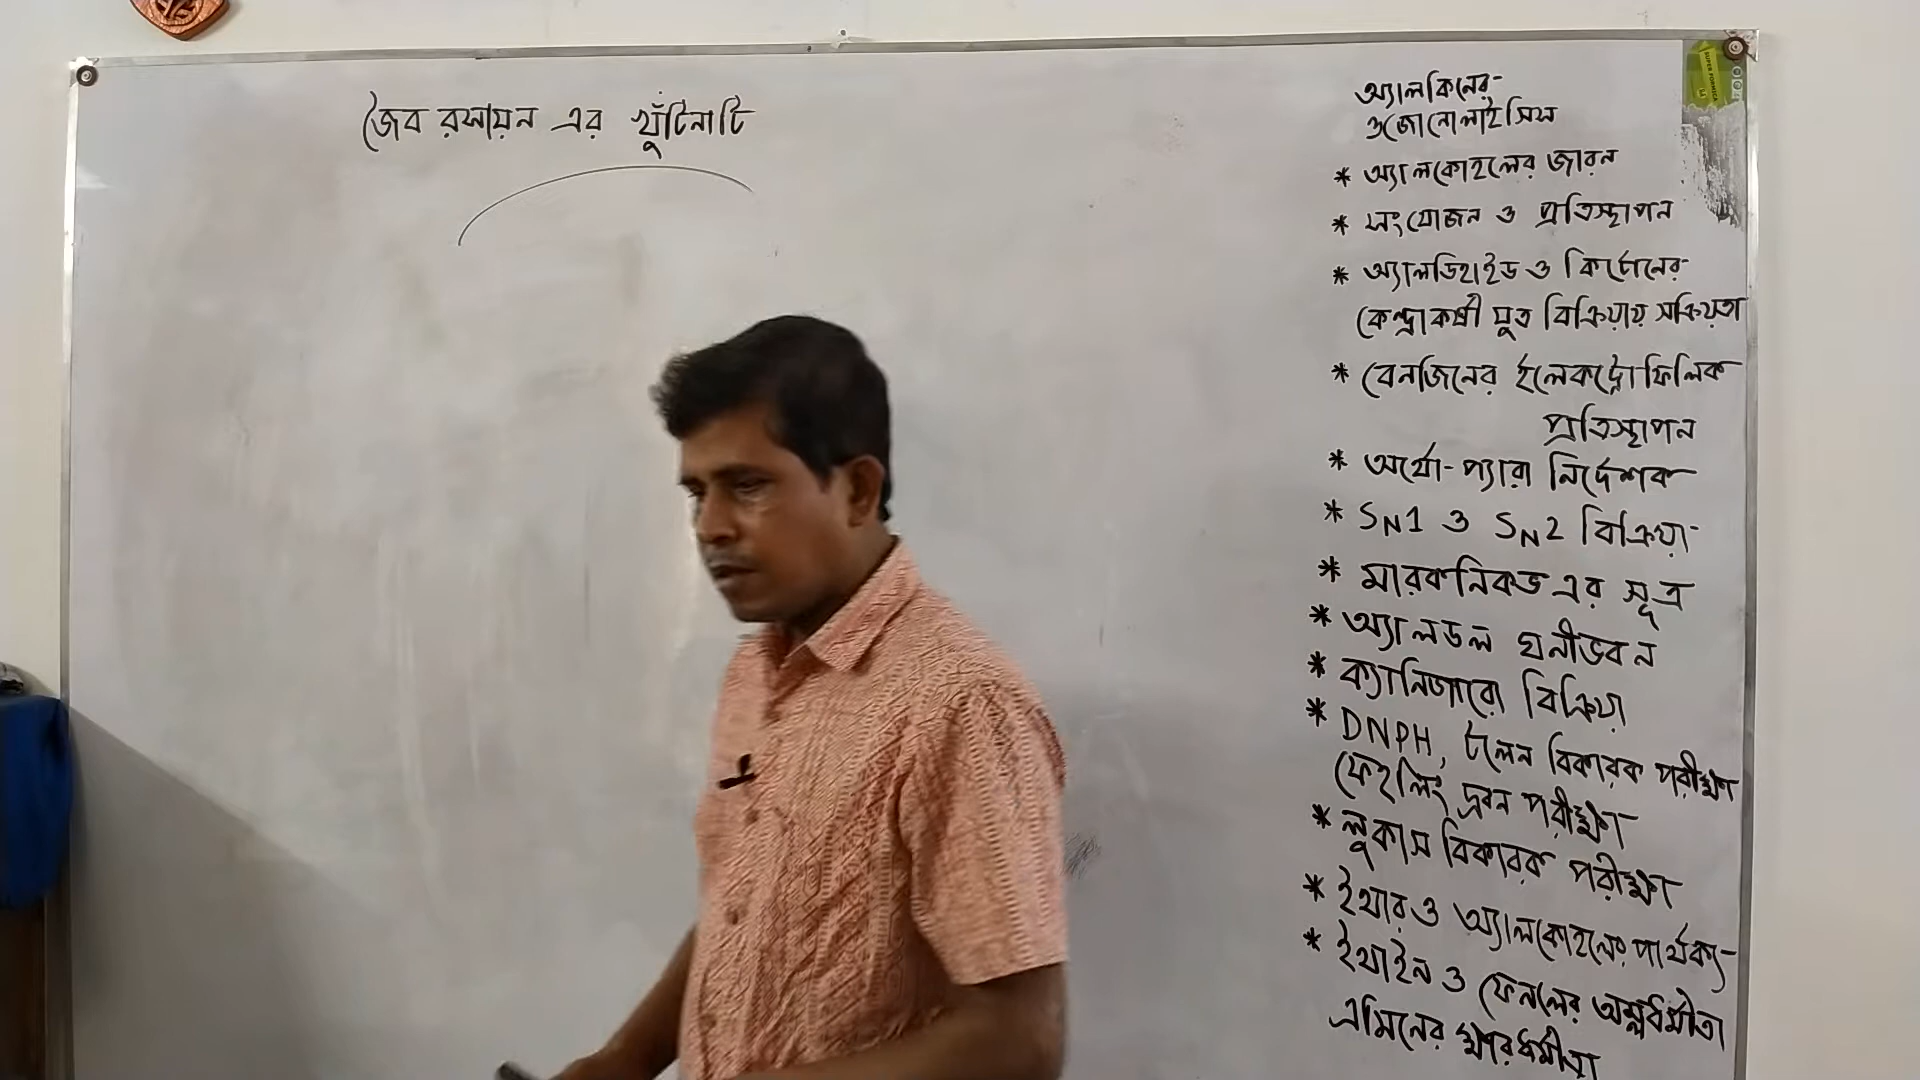 জৈব রসায়ন এর খুঁটিনাটি
অ্যালকিনের
ওজোনোলাইসিস
* অ্যালকোহলের জারন
* সংযোজন ও প্রতিস্থাপন
* অ্যালডিহাইড ও কিটোনের
কেন্দ্রাকর্ষী যুত বিক্রিয়ায় সক্রিয়তা
* বেনজিনের ইলেকট্রোফিলিক
প্রতিস্থাপন
* অর্থো-প্যারা নির্দেশক
* SN1 ও SN2 বিক্রিয়া
* মারকনিকভ এর সূত্র
* অ্যালডল ঘনীভবন
* ক্যানিজারো বিক্রিয়া
* DNPH, টলেন বিকারক পরীক্ষা
ফেহলিং দ্রবন পরীক্ষা
* লুকাস বিকারক পরীক্ষা
* ইথার ও অ্যালকোহলের পার্থক্য
* ইথাইন ও ফেনলের অম্লধর্মীতা
এমিনের ক্ষারধর্মীতা